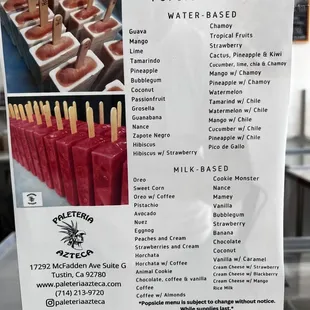 WATER-BASED
Guava
Mango
Lime
Tamarindo
Pineapple
Bubblegum
Coconut
Passionfruit
Grosella
Guanabana
Nance
Zapote Negro
Hibiscus
Hibiscus w/ Strawberry
Chamoy
Tropical Fruits
Strawberry
Cactus, Pineapple & Kiwi
Cucumber, lime, chia & Chamoy
Mango w/ Chamoy
Pineapple w/ Chamoy
Watermelon
Tamarind w/ Chile
Watermelon w/ Chile
Mango w/ Chile
Cucumber w/ Chile
Pineapple w/ Chile
Pico de Gallo
MILK-BASED
Oreo
Sweet Corn
Oreo w/ Coffee
Pistachio
Avocado
Nuez
Eggnog
Peaches and Cream
Strawberries and Cream
Horchata
Horchata w/ Coffee
Animal Cookie
Chocolate, coffee & vanilla
Coffee
Coffee w/ Almonds
Cookie Monster
Nance
Mamey
Vanilla
Bubblegum
Strawberry
Banana
Chocolate
Coconut
Vanilla w/ Caramel
Cream Cheese w/ Strawberry
Cream Cheese w/ Blackberry
Cream Cheese w/ Mango
Rice Milk
*Popsicle menu is subject to change without notice.
While supplies last.*
PALETERIA
AZTECA
17292 McFadden Ave Suite G
Tustin, Ca 92780
www.paleteriaazteca.com
(714) 213-9720
paleteriaazteca